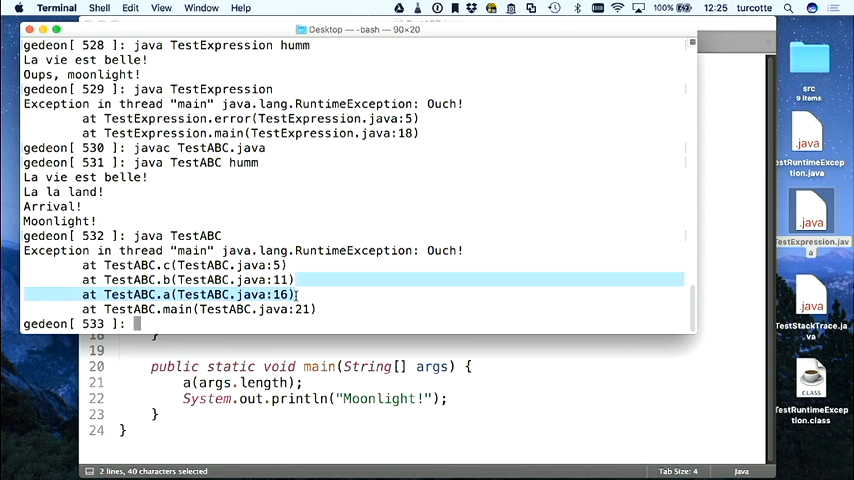 Terminal Shell Edit View Window Help
100% 12:25 turcotte
Desktop — -bash — 90×20
gedeon[ 528 ]: java TestExpression humm
La vie est belle!
Oups, moonlight!
gedeon[ 529 ]: java TestExpression
Exception in thread "main" java.lang.RuntimeException: Ouch!
at TestExpression.error(TestExpression.java:5)
at TestExpression.main(TestExpression.java:18)
gedeon[ 530 ]: javac TestABC.java
gedeon[ 531 ]: java TestABC humm
La vie est belle!
La la land!
Arrival!
Moonlight!
gedeon[ 532 ]: java TestABC
Exception in thread "main" java.lang.RuntimeException: Ouch!
at TestABC.c(TestABC.java:5)
at TestABC.b(TestABC.java:11)
at TestABC.a(TestABC.java:16)
at TestABC.main(TestABC.java:21)
gedeon[ 533 ]:
18 }
19
20 public static void main(String[] args) {
21 a(args.length);
22 System.out.println("Moonlight!");
23 }
24 }
2 lines, 40 characters selected
Tab Size: 4
Java
src
9 items
.java
TestRuntimeExcep
tion.java
.java
TestExpression.jav
a
.java
TestStackTrace.ja
va
CLASS
TestRuntimeExcep
tion.class